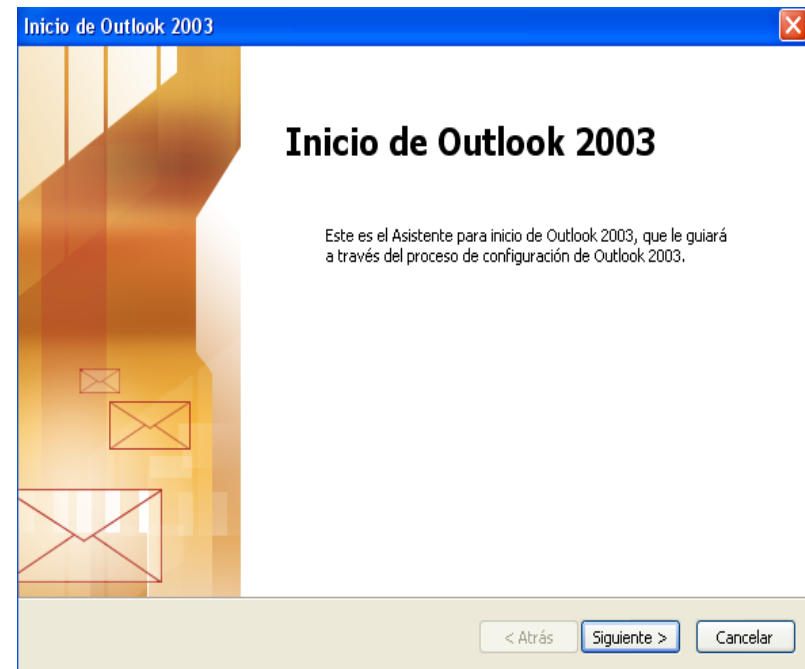 Inicio de Outlook 2003
Inicio de Outlook 2003
Este es el Asistente para inicio de Outlook 2003, que le guiará
a través del proceso de configuración de Outlook 2003.
< Atrás Siguiente > Cancelar